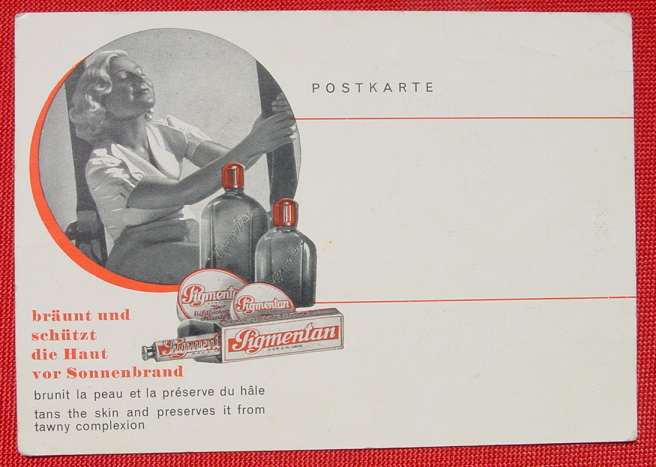 POSTKARTE
Pigmentan
Pigmentan
Pigmentan
Pigmentan
bräunt und
schützt
die Haut
vor Sonnenbrand
brunit la peau et la préserve du hâle
tans the skin and preserves it from
tawny complexion